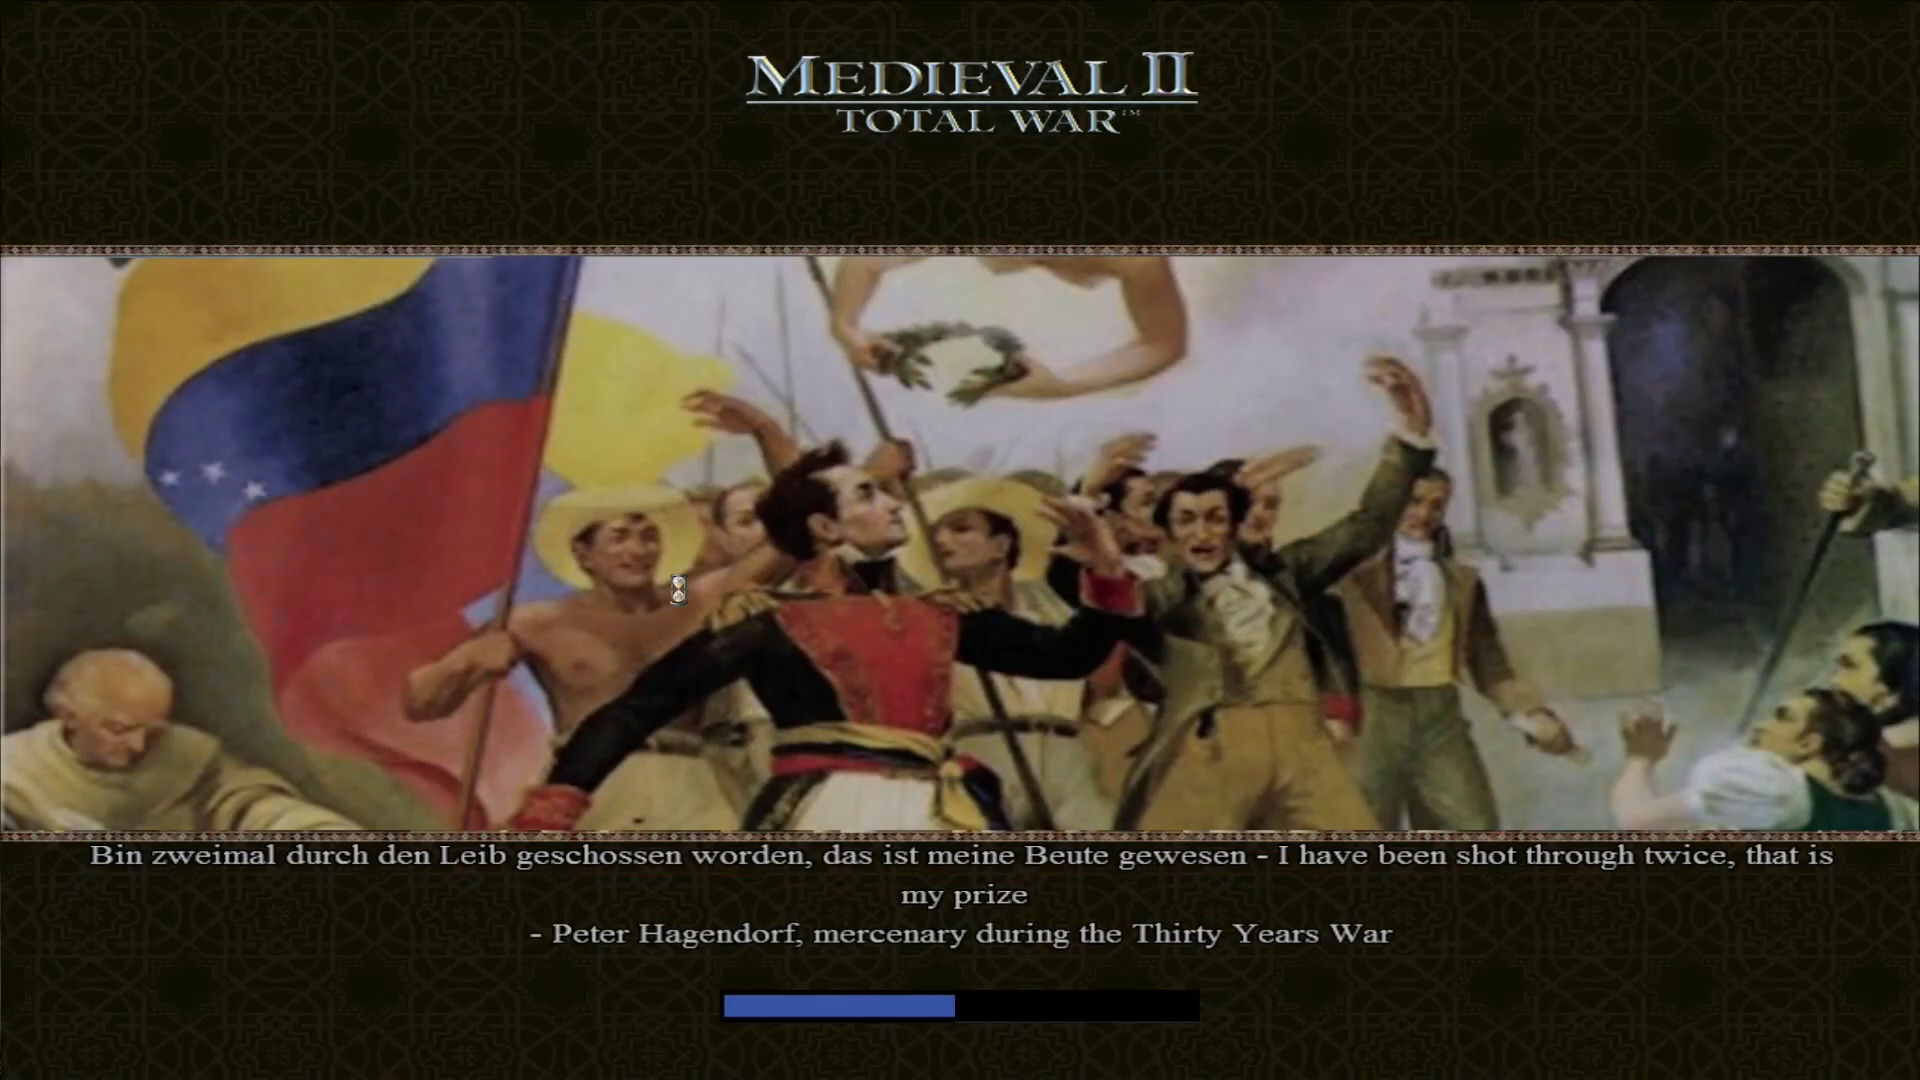 MEDIEVAL II
TOTAL WAR™
Bin zweimal durch den Leib geschossen worden, das ist meine Beute gewesen - I have been shot through twice, that is
my prize
- Peter Hagendorf, mercenary during the Thirty Years War